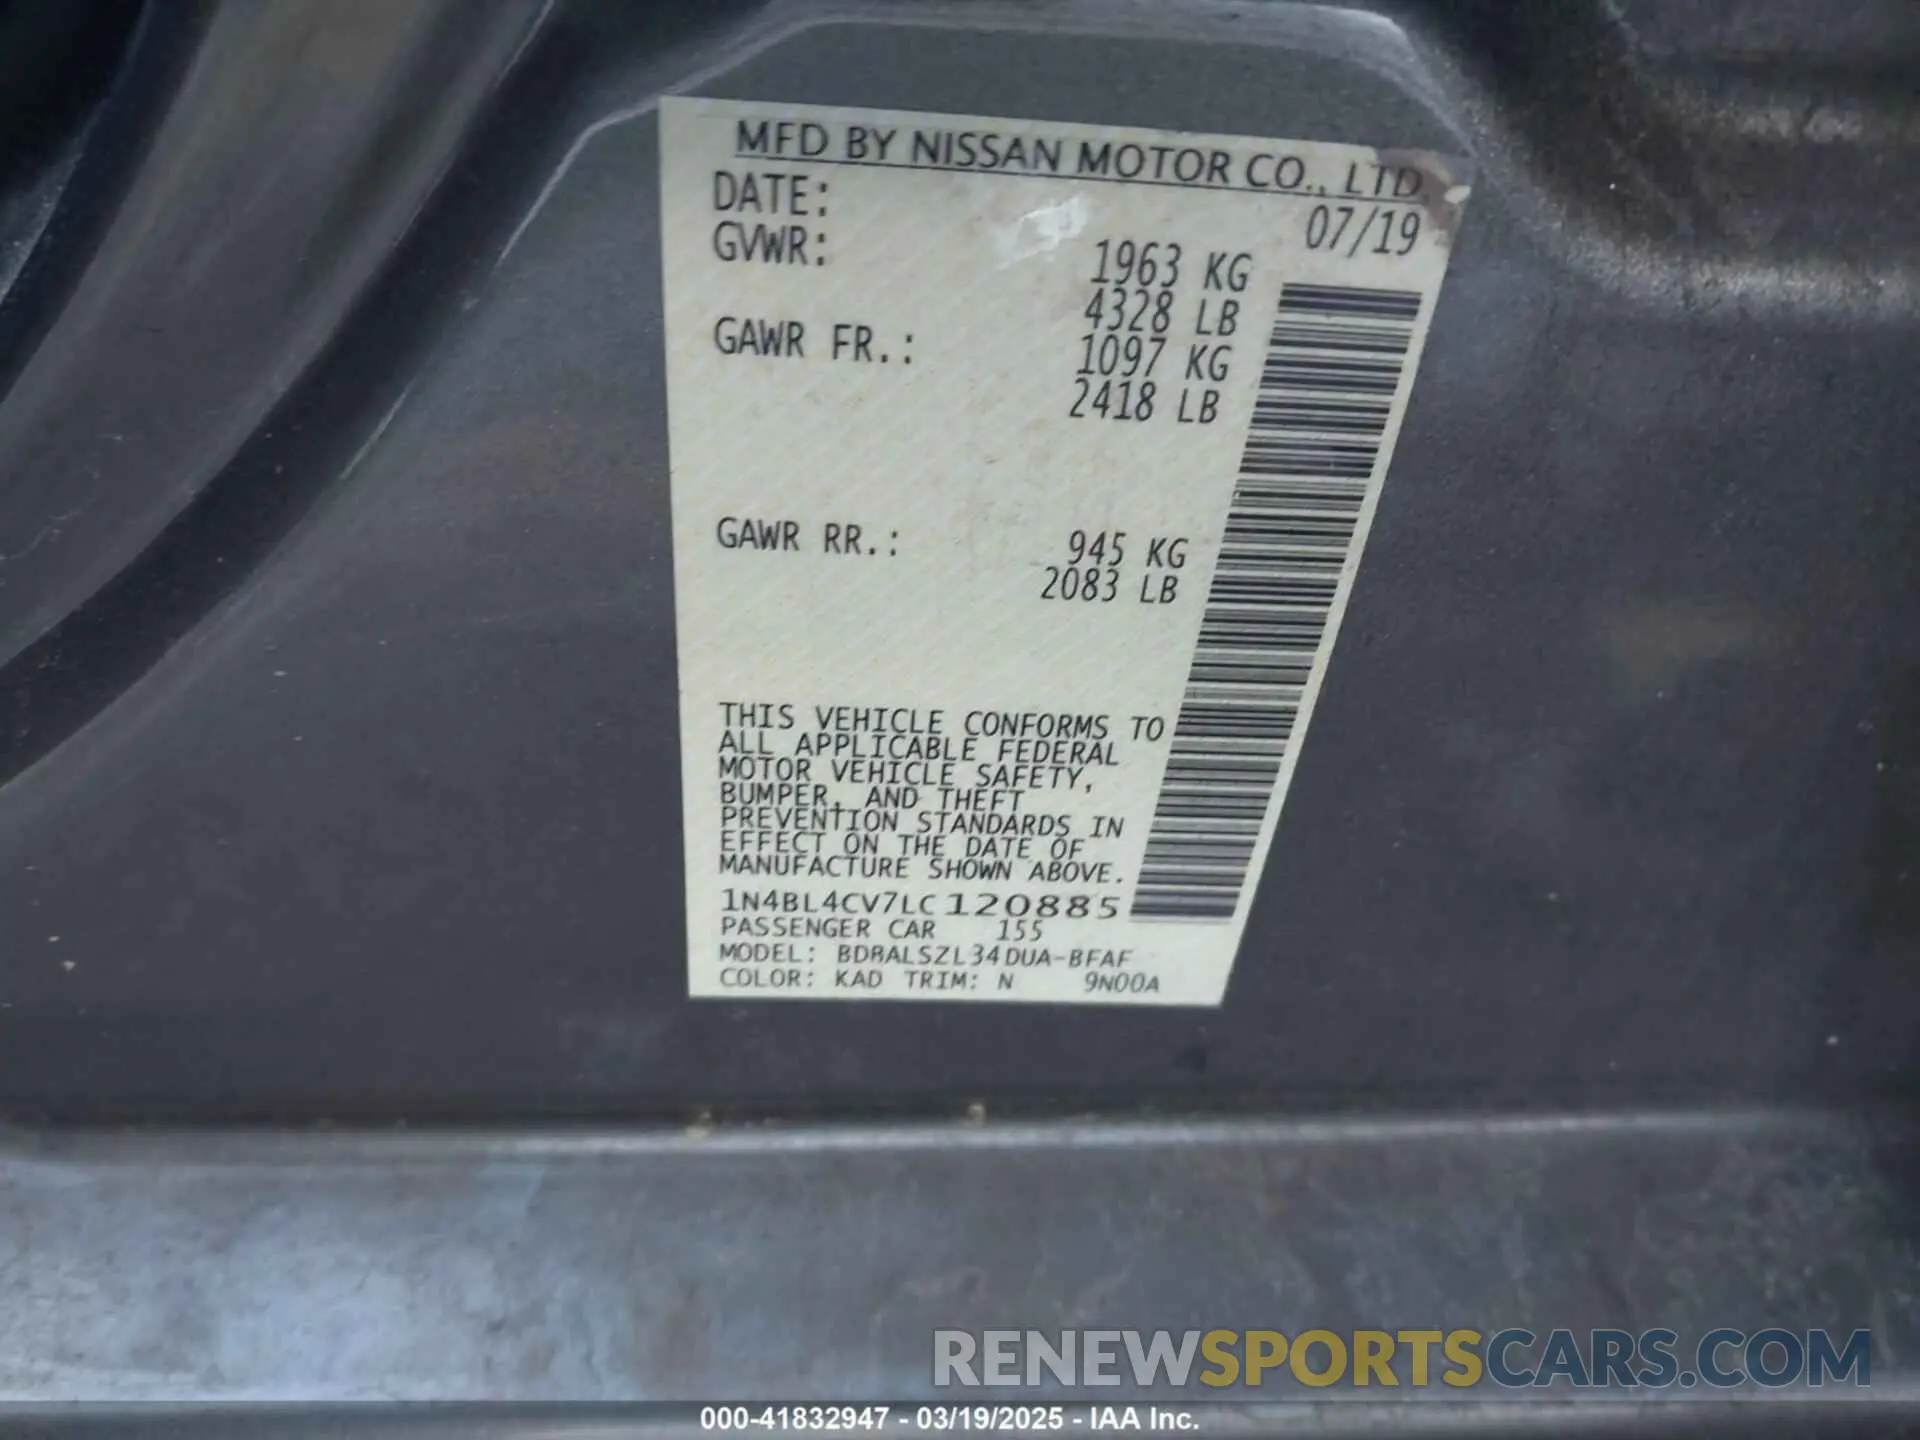 MFD BY NISSAN MOTOR CO., LTD
DATE: 07/19
GVWR: 1963 KG
4328 LB
GAWR FR.: 1097 KG
2418 LB
GAWR RR.: 945 KG
2083 LB
THIS VEHICLE CONFORMS TO
ALL APPLICABLE FEDERAL
MOTOR VEHICLE SAFETY,
BUMPER, AND THEFT
PREVENTION STANDARDS IN
EFFECT ON THE DATE OF
MANUFACTURE SHOWN ABOVE.
1N4BL4CV7LC120885
PASSENGER CAR 155
MODEL: BDRALSZL34DUA-BFAF
COLOR: KAD TRIM: N 9N00A
RENEWSPORTSCARS.COM
000-41832947 - 03/19/2025 - IAA Inc.